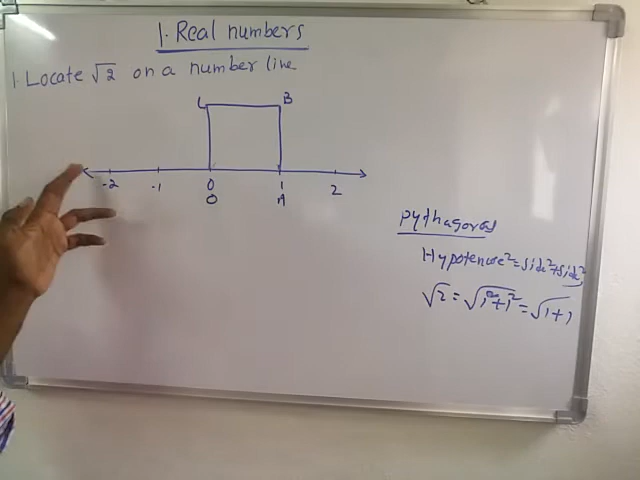 1. Real numbers
1 Locate √2 on a number line
C B
-2 -1 0 1 2
O A
Pythagoras
Hypotenuse² = side² + side²
√2 = √1²+1² = √1+1